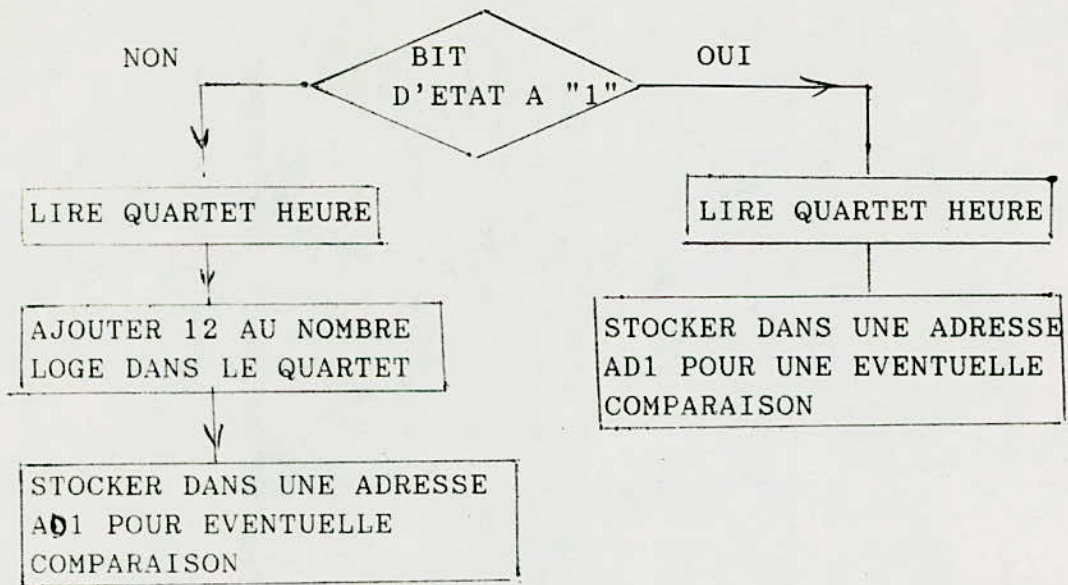 NON
BIT
D'ETAT A "1"
OUI
LIRE QUARTET HEURE
AJOUTER 12 AU NOMBRE
LOGE DANS LE QUARTET
STOCKER DANS UNE ADRESSE
AD1 POUR EVENTUELLE
COMPARAISON
LIRE QUARTET HEURE
STOCKER DANS UNE ADRESSE
AD1 POUR UNE EVENTUELLE
COMPARAISON